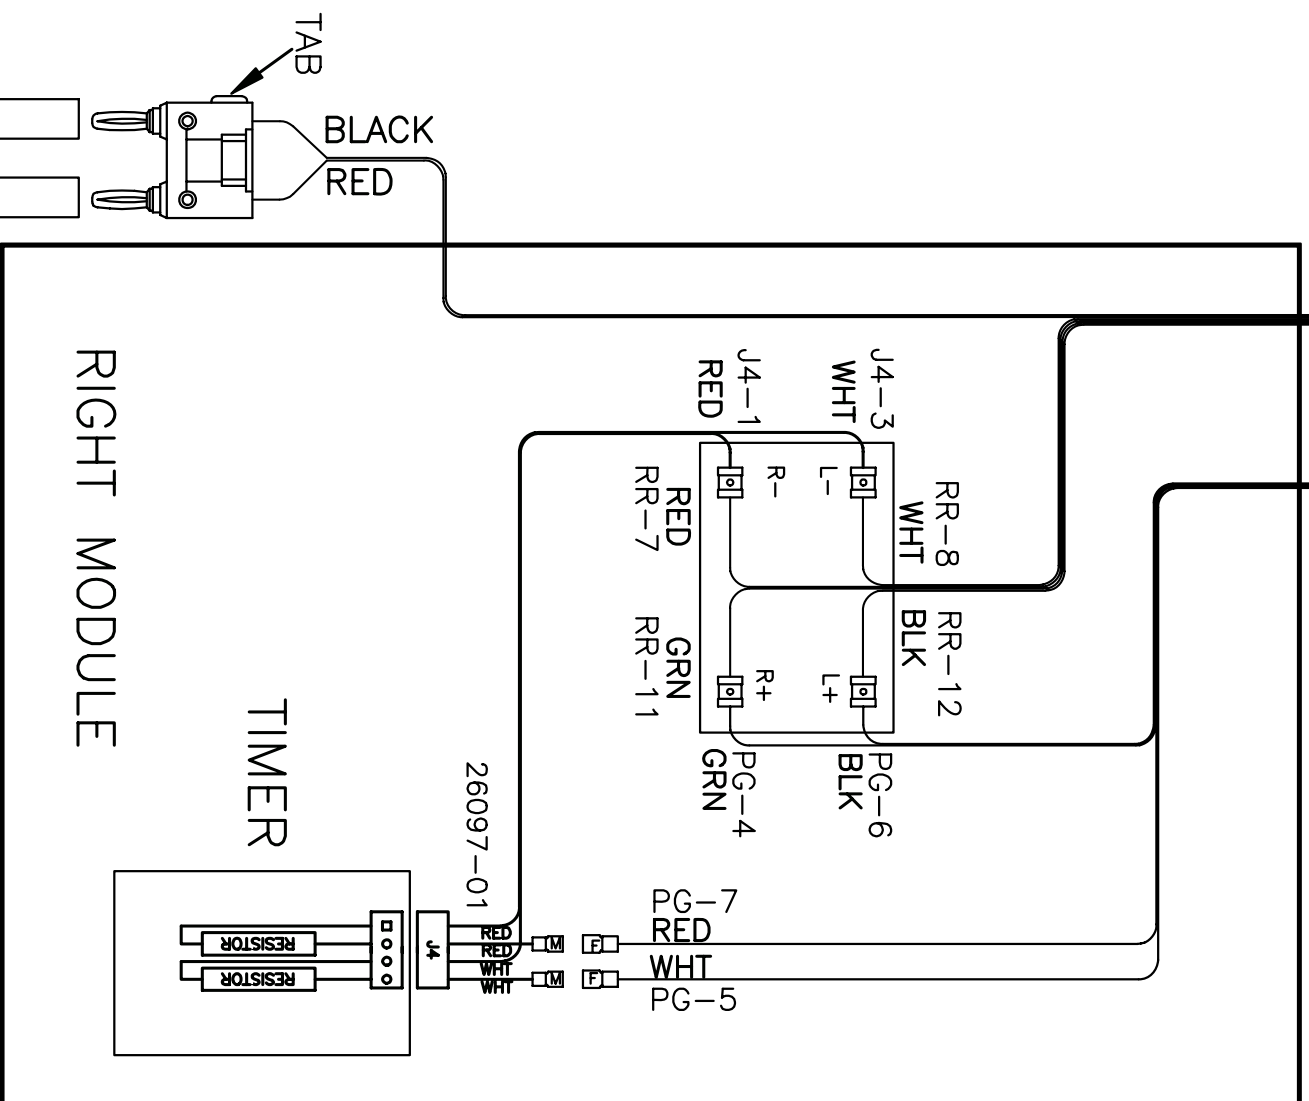 TAB
BLACK
RED
RIGHT MODULE
J4-1
RED
J4-3
WHT
R-
L-
RED
RR-7
RR-8
WHT
GRN
RR-11
R+
L+
RR-12
BLK
PG-4
GRN
PG-6
BLK
TIMER
26097-01
RESISTOR
RESISTOR
J4
RED
RED
WHT
WHT
M
F
M
F
PG-7
RED
WHT
PG-5